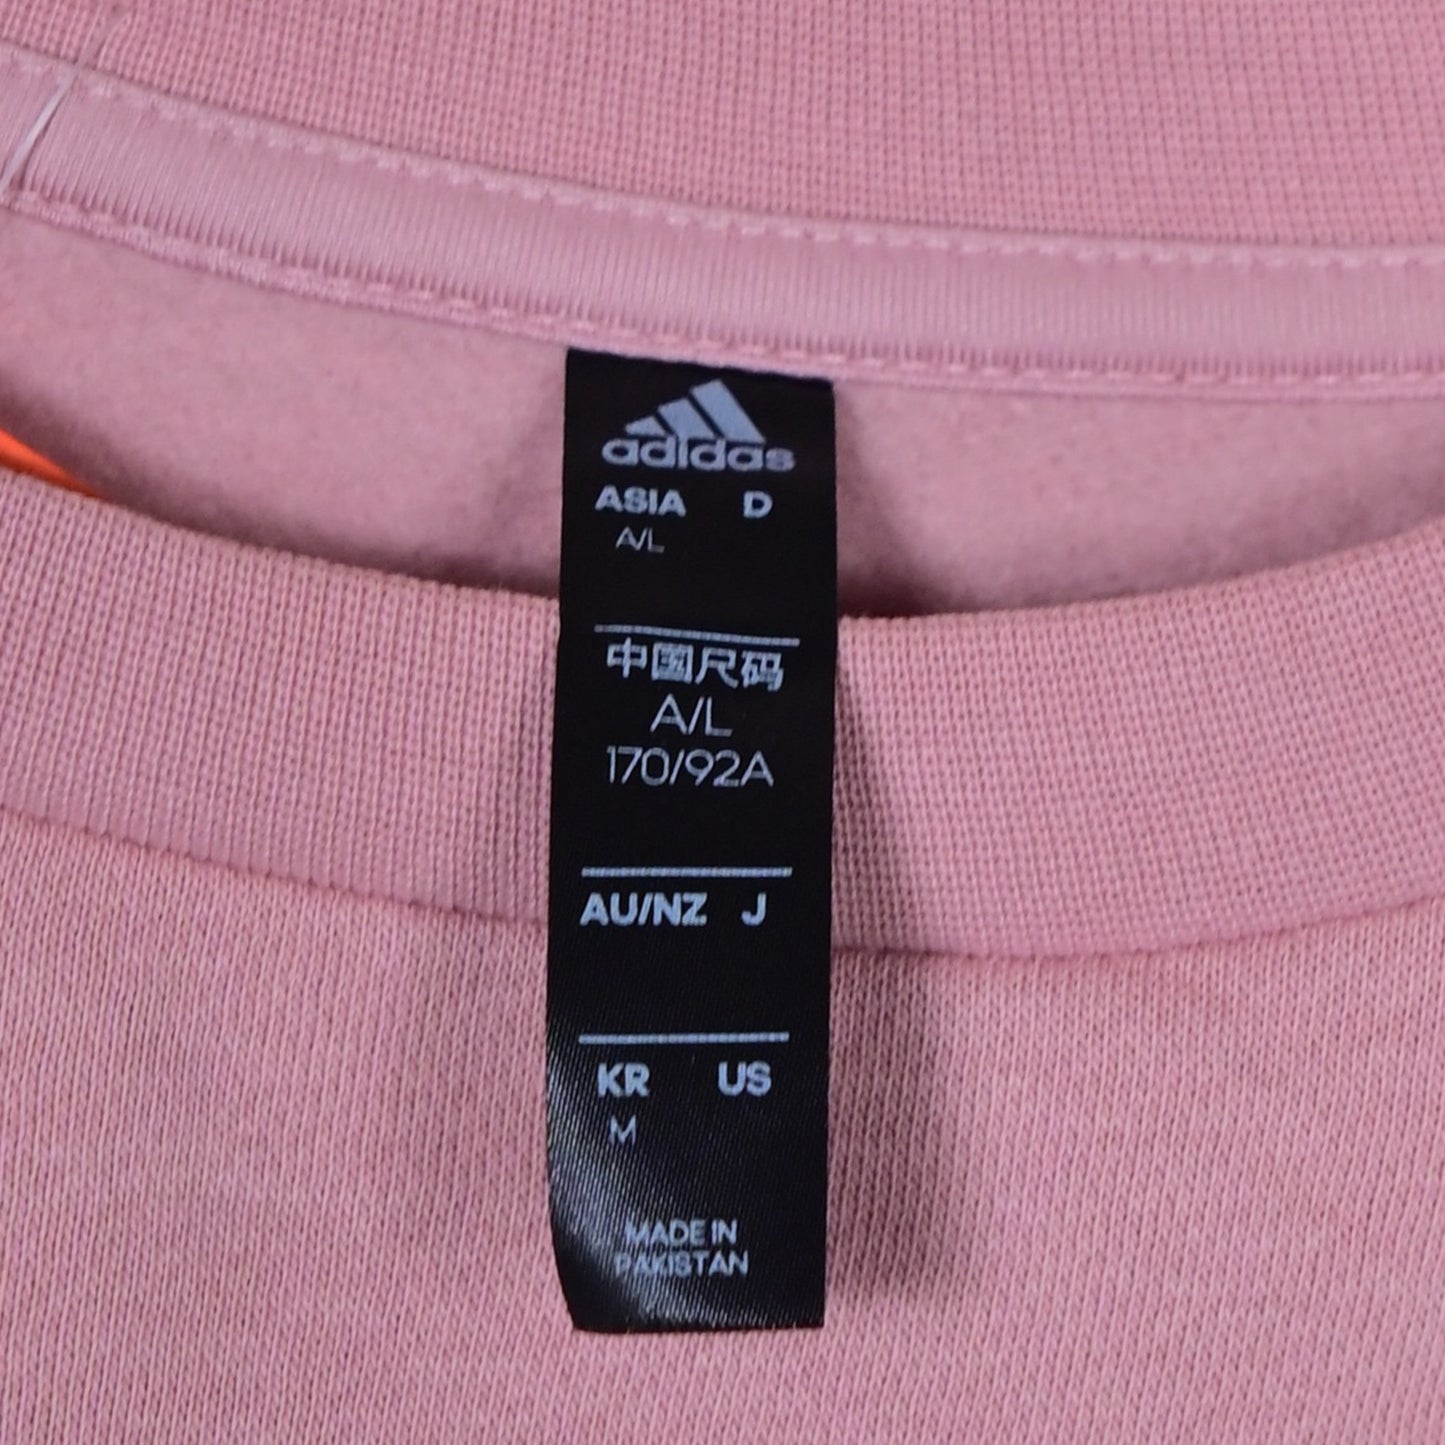 adidas
ASIA D
A/L
中国尺码
A/L
170/92A
AU/NZ J
KR US
M
MADE IN
PAKISTAN